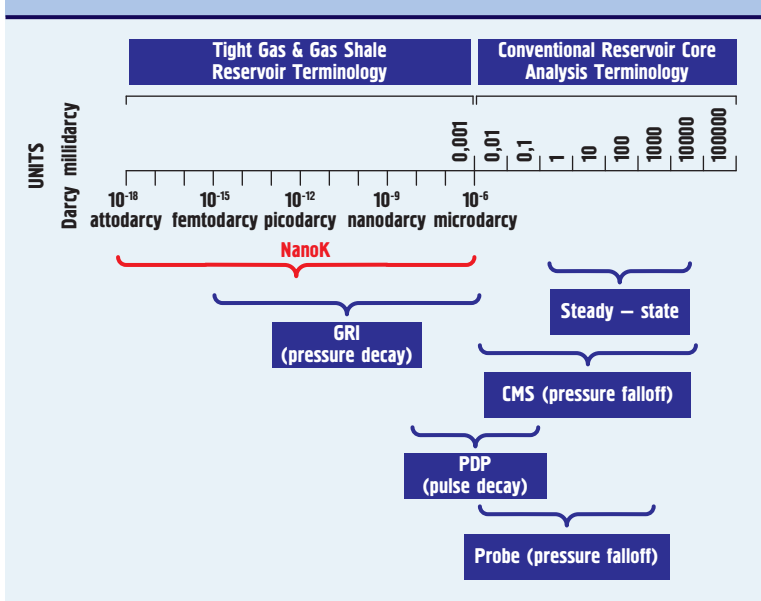 Tight Gas & Gas Shale
Reservoir Terminology
Conventional Reservoir Core
Analysis Terminology
UNITS
Darcy millidarcy
0,001
0,01
0,1
1
10
100
1000
10000
100000
10⁻¹⁸
attodarcy
10⁻¹⁵
femtodarcy
10⁻¹²
picodarcy
10⁻⁹
nanodarcy
10⁻⁶
microdarcy
NanoK
GRI
(pressure decay)
Steady – state
CMS (pressure falloff)
PDP
(pulse decay)
Probe (pressure falloff)